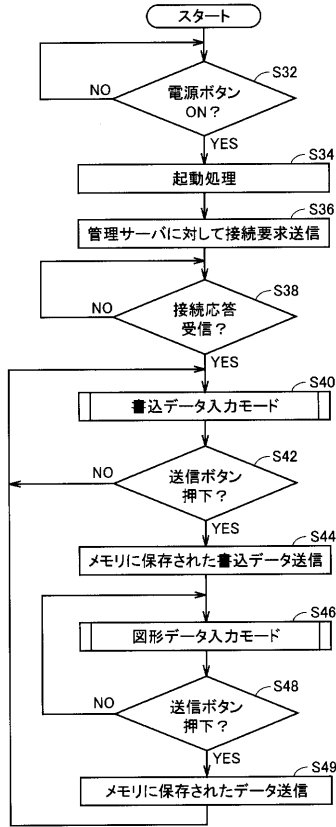 スタート
S32
電源ボタン
ON?
NO
YES
S34
起動処理
S36
管理サーバに対して接続要求送信
S38
接続応答
受信?
NO
YES
S40
書込データ入力モード
S42
送信ボタン
押下?
NO
YES
S44
メモリに保存された書込データ送信
S46
図形データ入力モード
S48
送信ボタン
押下?
NO
YES
S49
メモリに保存されたデータ送信